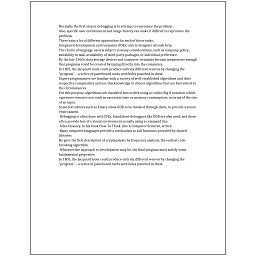 Normally the first step in debugging is to attempt to reproduce the problem.
Also, specific user environment and usage history can make it difficult to reproduce the problem.
There exist a lot of different approaches for each of those tasks.
Integrated development environments (IDEs) aim to integrate all such help.
The choice of language used is subject to many considerations, such as company policy, suitability to task, availability of third-party packages, or individual preference.
By the late 1960s, data storage devices and computer terminals became inexpensive enough that programs could be created by typing directly into the computers.
In 1801, the Jacquard loom could produce entirely different weaves by changing the "program" – a series of pasteboard cards with holes punched in them.
Expert programmers are familiar with a variety of well-established algorithms and their respective complexities and use this knowledge to choose algorithms that are best suited to the circumstances.
For this purpose, algorithms are classified into orders using so-called Big O notation, which expresses resource use, such as execution time or memory consumption, in terms of the size of an input.
Some text editors such as Emacs allow GDB to be invoked through them, to provide a visual environment.
Debugging is often done with IDEs. Standalone debuggers like GDB are also used, and these often provide less of a visual environment, usually using a command line.
Allen Downey, in his book How To Think Like A Computer Scientist, writes:
Many computer languages provide a mechanism to call functions provided by shared libraries.
He gave the first description of cryptanalysis by frequency analysis, the earliest code-breaking algorithm.
Whatever the approach to development may be, the final program must satisfy some fundamental properties.
In 1801, the Jacquard loom could produce entirely different weaves by changing the "program" – a series of pasteboard cards with holes punched in them.